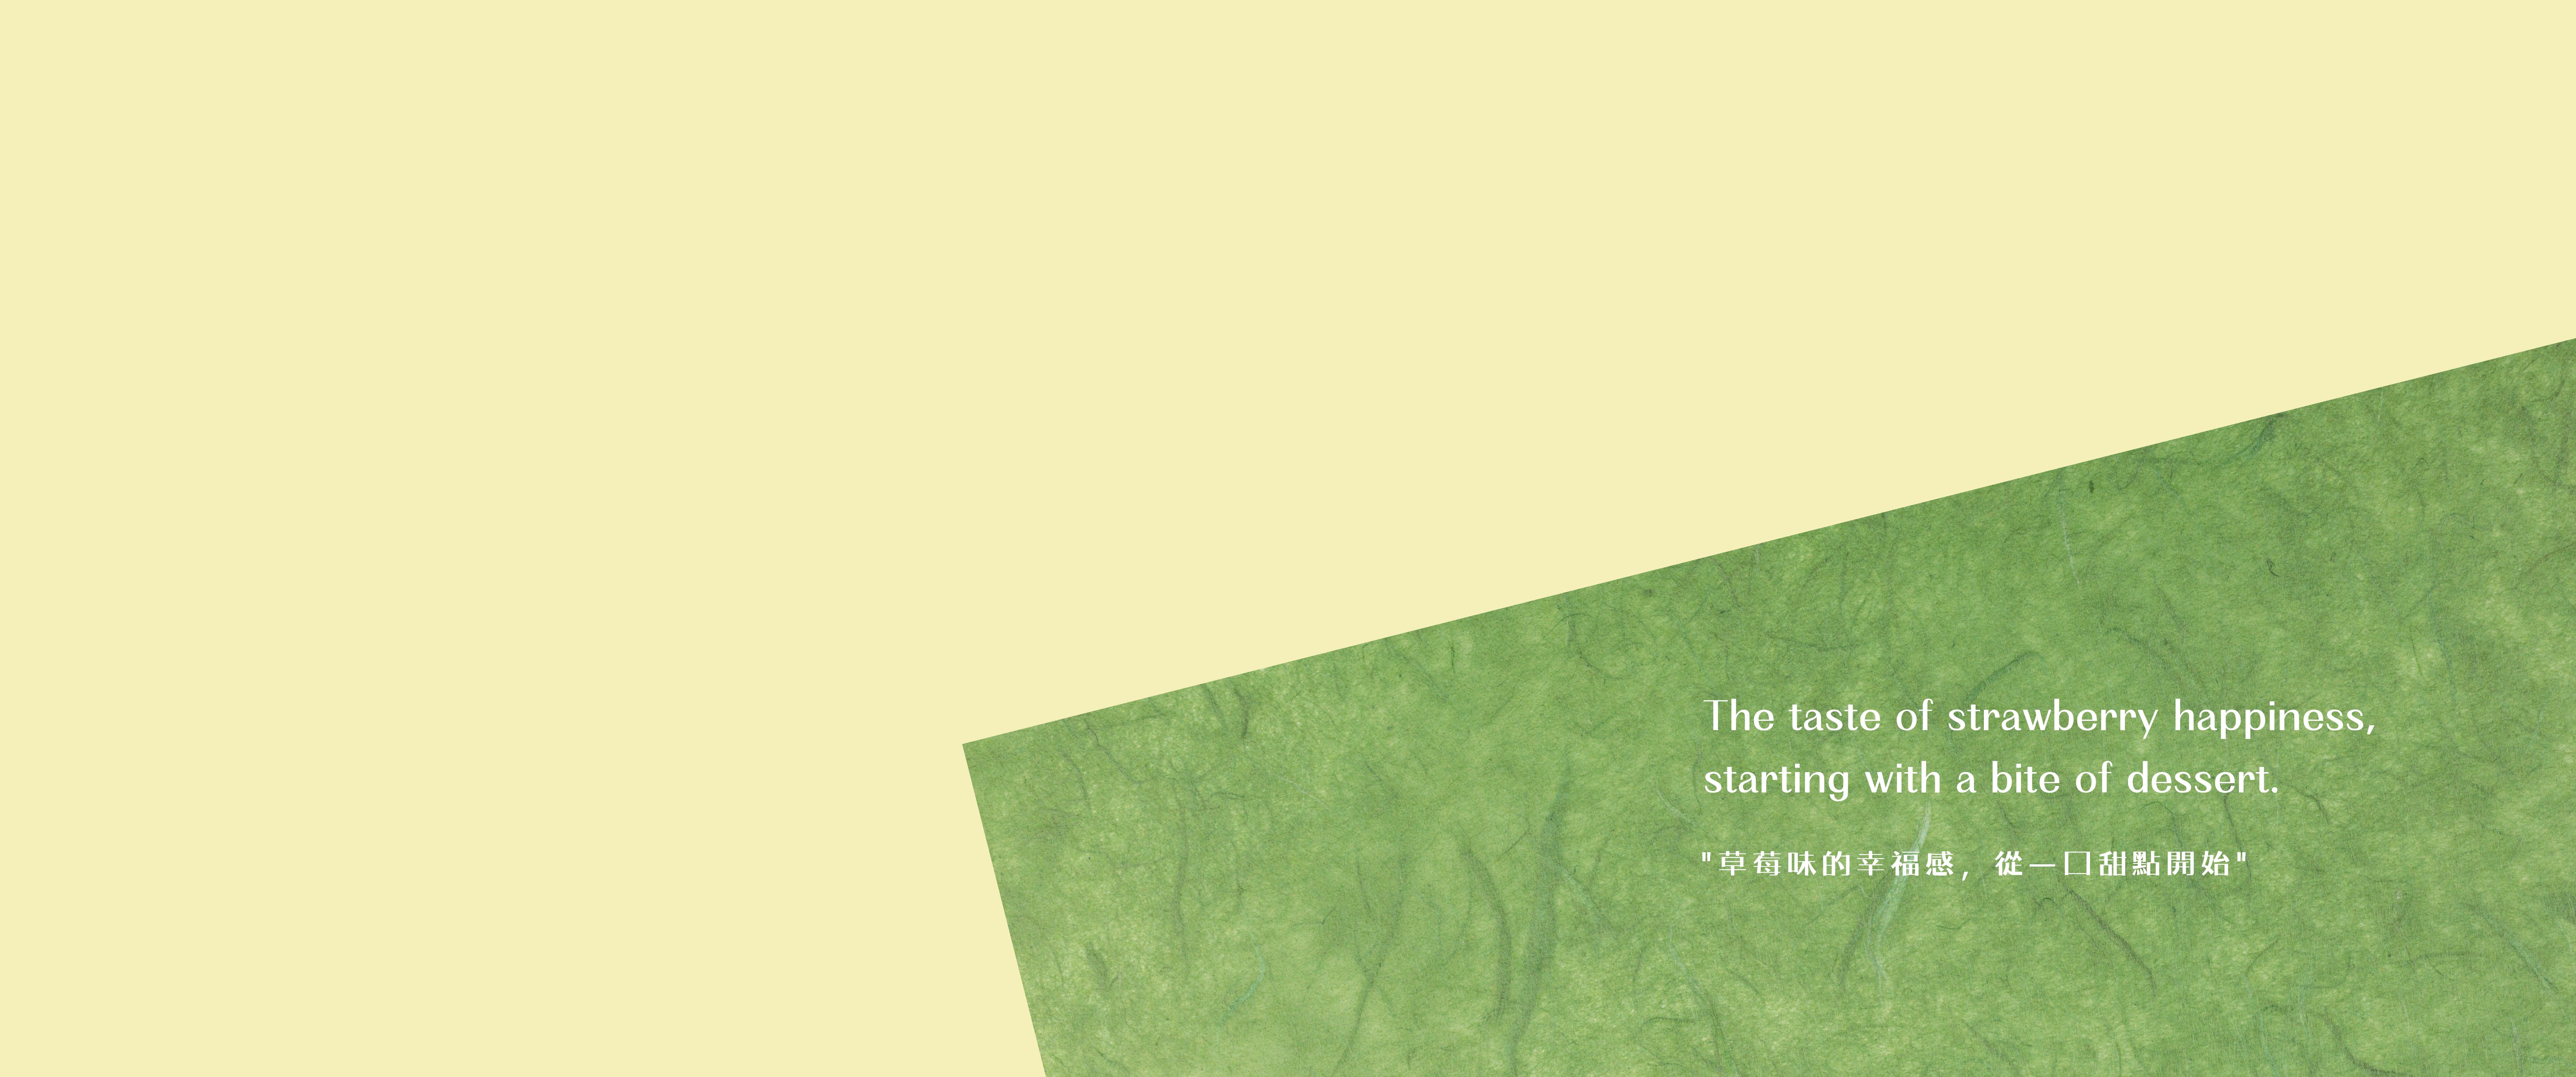 The taste of strawberry happiness,
starting with a bite of dessert.
"草莓味的幸福感，從一口甜點開始"